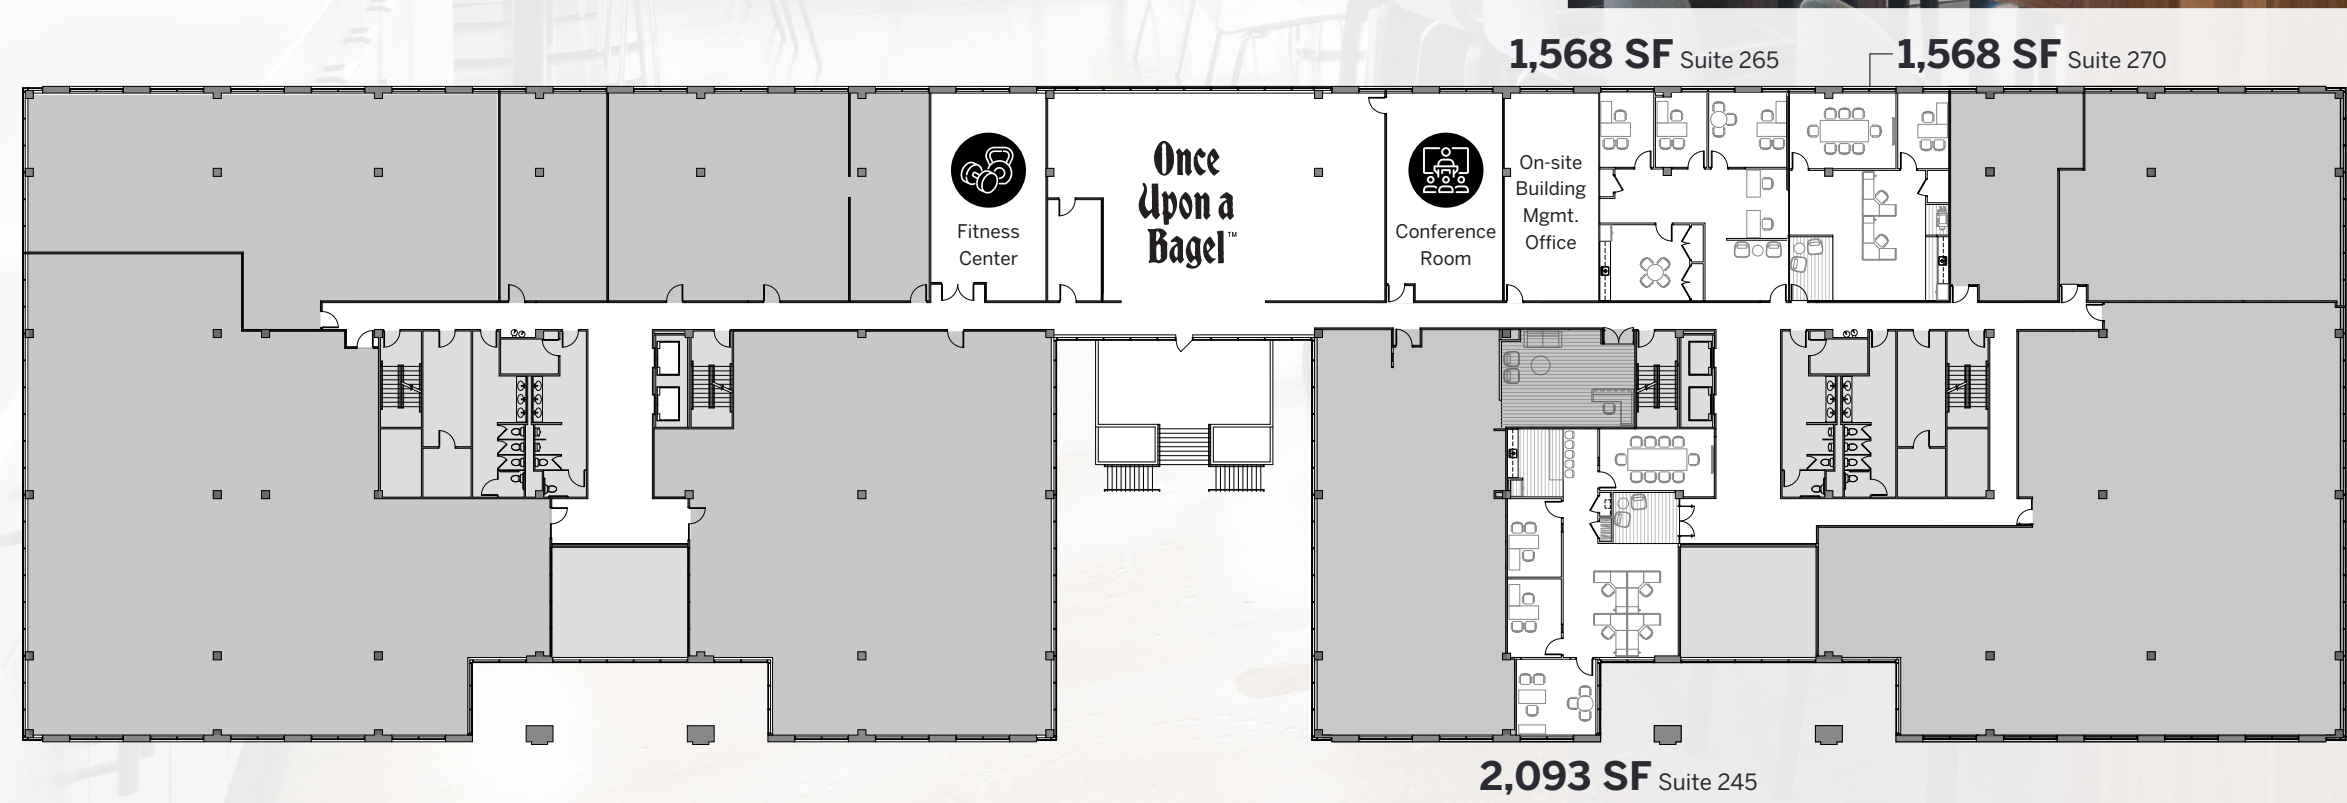 1,568 SF Suite 265
1,568 SF Suite 270
Once
Upon a
Bagel™
Fitness
Center
Conference
Room
On-site
Building
Mgmt.
Office
2,093 SF Suite 245